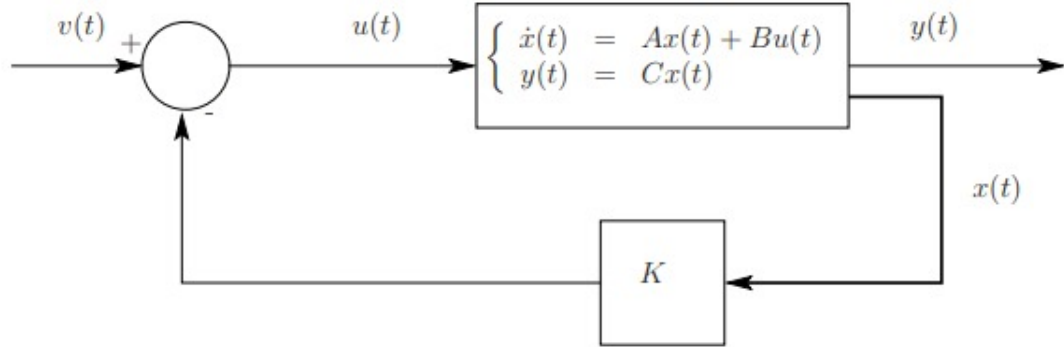 v(t)
+
-
u(t)
ẋ(t) = Ax(t) + Bu(t)
y(t) = Cx(t)
y(t)
x(t)
K